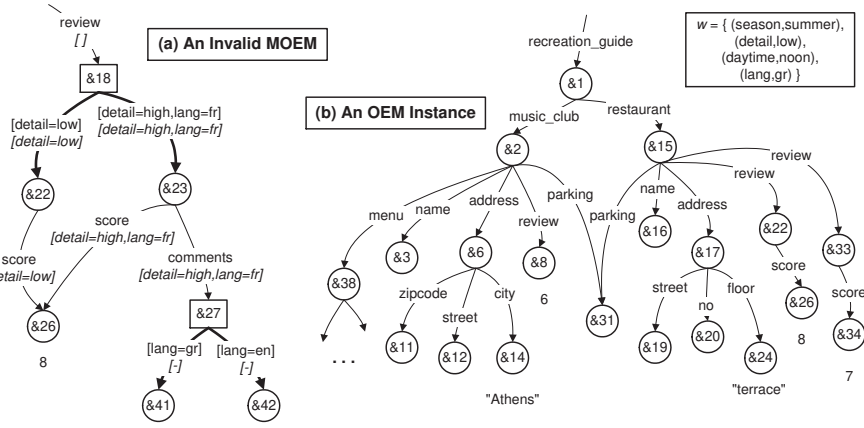 review
[ ]
(a) An Invalid MOEM
&18
[detail=low]
[detail=low]
[detail=high,lang=fr]
[detail=high,lang=fr]
&22
&23
score
[detail=high,lang=fr]
score
etail=low]
comments
[detail=high,lang=fr]
&26
8
&27
[lang=gr]
[-]
[lang=en]
[-]
&41
&42
(b) An OEM Instance
recreation_guide
&1
music_club
restaurant
w = { (season,summer),
(detail,low),
(daytime,noon),
(lang,gr) }
&2
&15
menu
name
address
review
parking
parking
name
address
review
review
&38
&3
&6
&8
6
&16
&17
&22
&33
zipcode
street
city
&31
street
no
floor
score
score
. . .
&11
&12
&14
"Athens"
&19
&20
&24
"terrace"
&26
8
&34
7